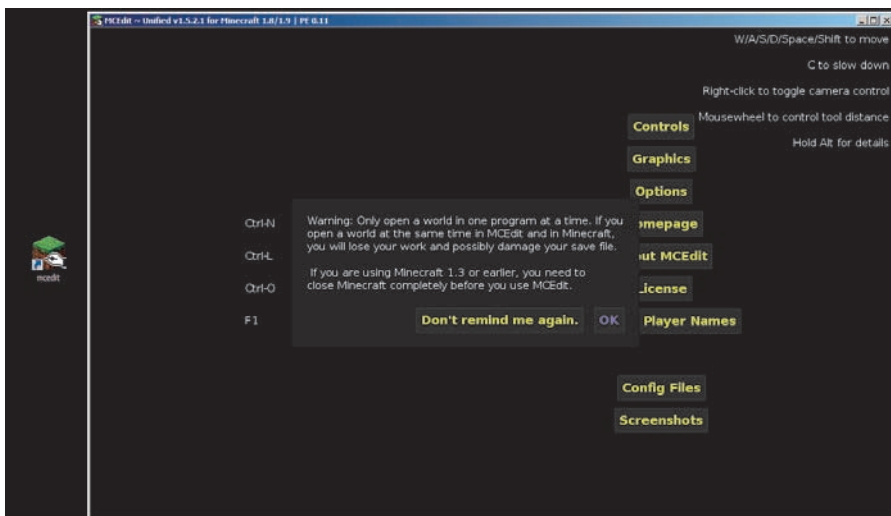 MCEdit ~ Unified v1.5.2.1 for Minecraft 1.8/1.9 | PE 0.11
W/A/S/D/Space/Shift to move
C to slow down
Right-click to toggle camera control
Mousewheel to control tool distance
Hold Alt for details
Controls
Graphics
Options
omepage
out MCEdit
License
Player Names
Config Files
Screenshots
Ctrl-N
Ctrl-L
Ctrl-O
F1
Warning: Only open a world in one program at a time. If you
open a world at the same time in MCEdit and in Minecraft,
you will lose your work and possibly damage your save file.
If you are using Minecraft 1.3 or earlier, you need to
close Minecraft completely before you use MCEdit.
Don't remind me again.
OK
mcedit